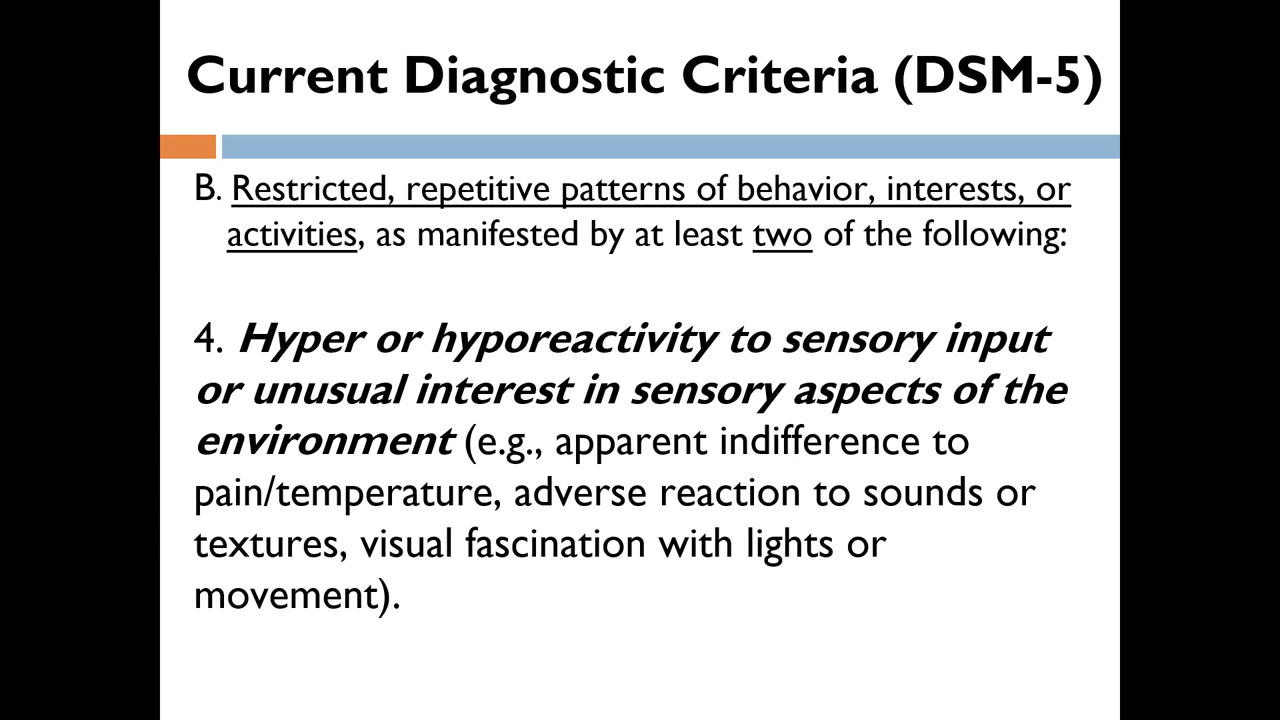 Current Diagnostic Criteria (DSM-5)
B. Restricted, repetitive patterns of behavior, interests, or
activities, as manifested by at least two of the following:
4. Hyper or hyporeactivity to sensory input
or unusual interest in sensory aspects of the
environment (e.g., apparent indifference to
pain/temperature, adverse reaction to sounds or
textures, visual fascination with lights or
movement).